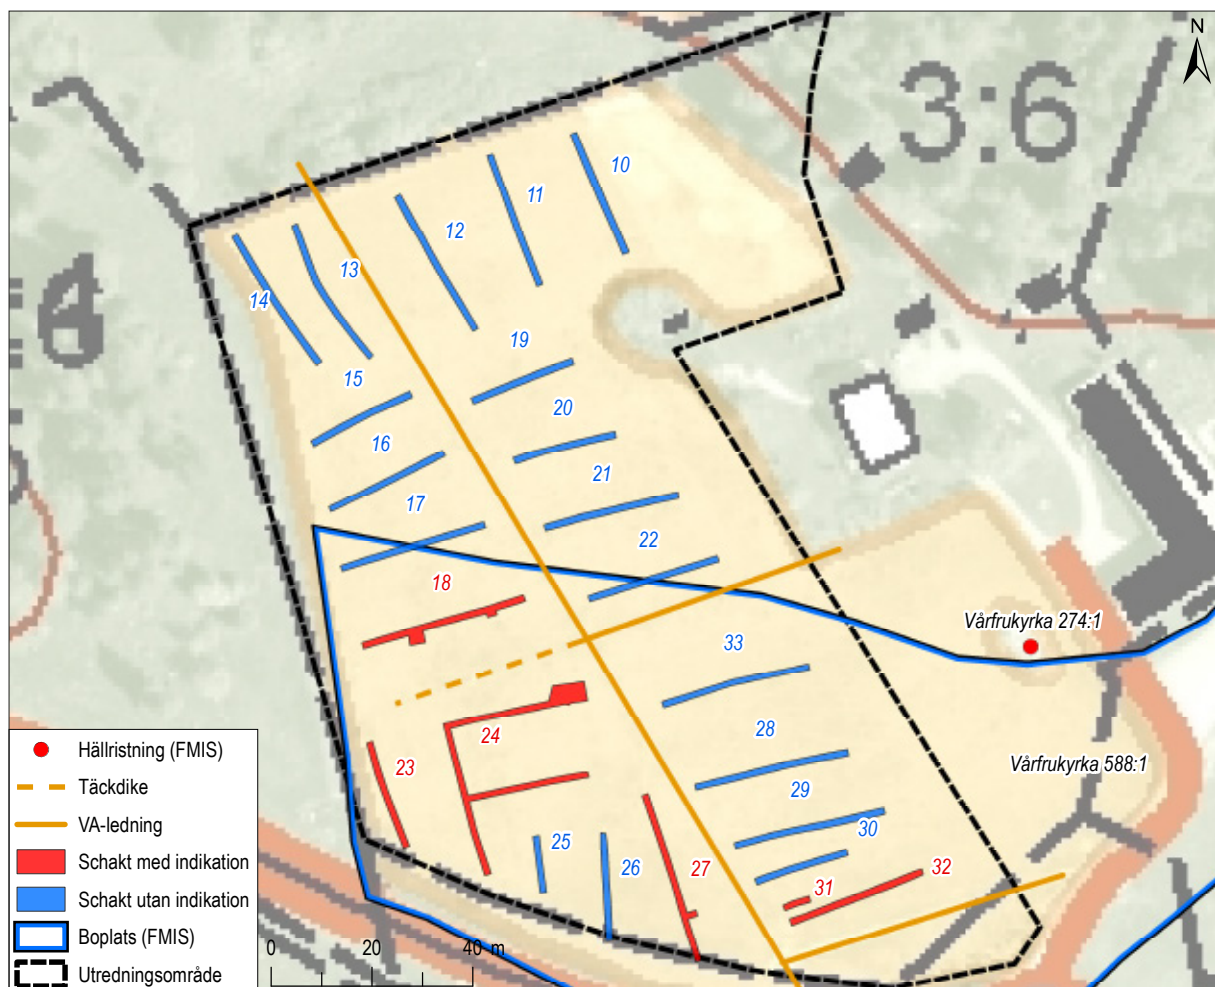 N
3:6
10
11
12
13
14
19
15
20
16
21
17
22
18
Vårfrukyrka 274:1
33
24
28
23
Vårfrukyrka 588:1
29
25
26
30
27
31
32
Hällristning (FMIS)
Täckdike
VA-ledning
Schakt med indikation
Schakt utan indikation
Boplats (FMIS)
Utredningsområde
0 20 40 m